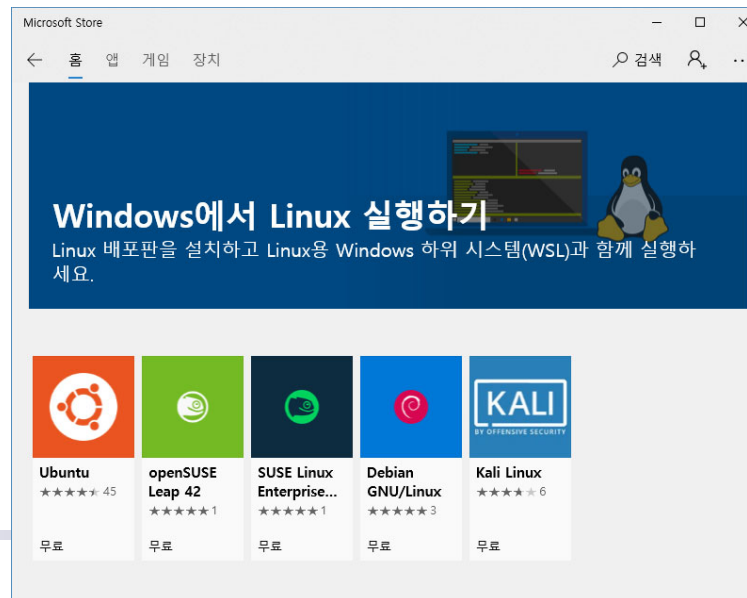 Microsoft Store
홈 앱 게임 장치 검색
Windows에서 Linux 실행하기
Linux 배포판을 설치하고 Linux용 Windows 하위 시스템(WSL)과 함께 실행하
세요.
KALI
BY OFFENSIVE SECURITY
Ubuntu
45
무료
openSUSE
Leap 42
1
무료
SUSE Linux
Enterprise...
1
무료
Debian
GNU/Linux
3
무료
Kali Linux
6
무료